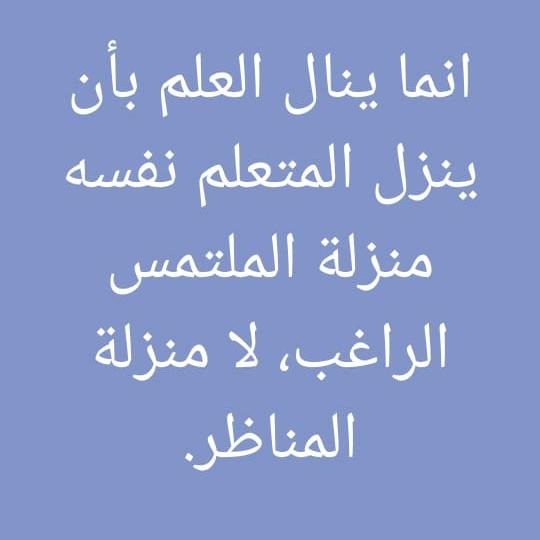 انما ينال العلم بأن
ينزل المتعلم نفسه
منزلة الملتمس
الراغب، لا منزلة
المناظر.